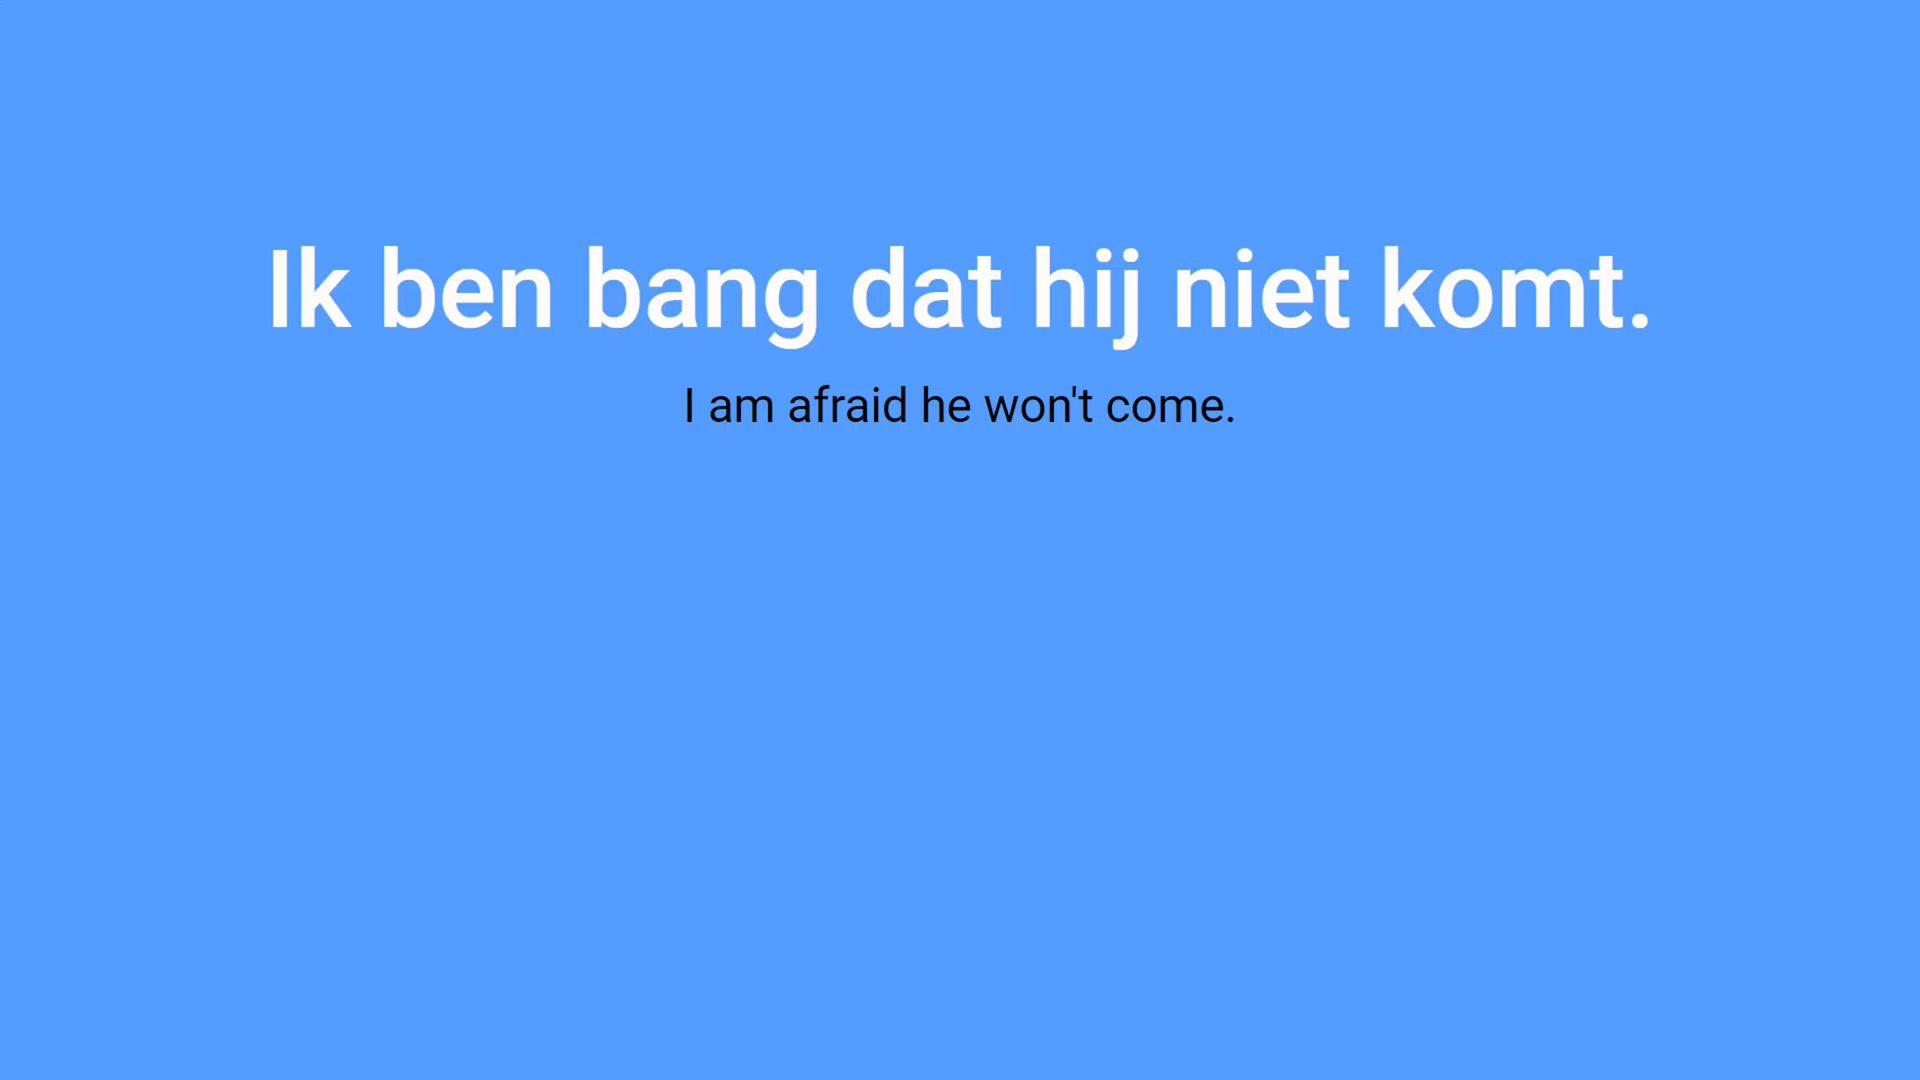 Ik ben bang dat hij niet komt.
I am afraid he won't come.